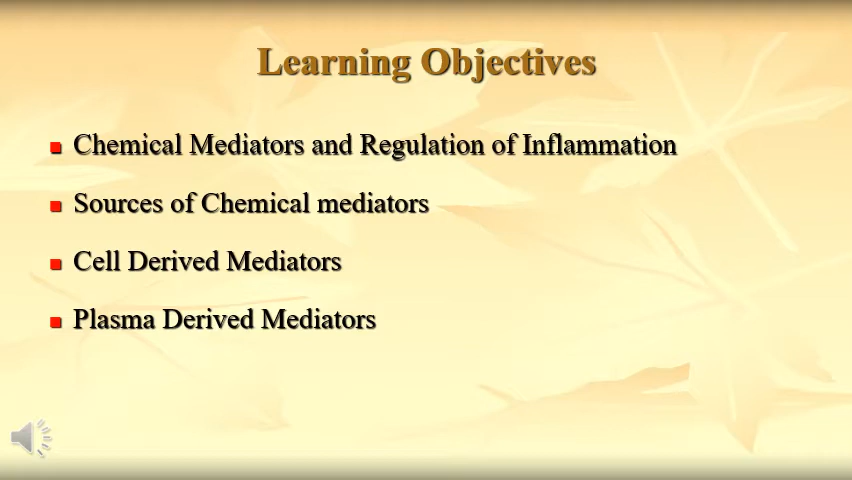 Learning Objectives
Chemical Mediators and Regulation of Inflammation
Sources of Chemical mediators
Cell Derived Mediators
Plasma Derived Mediators